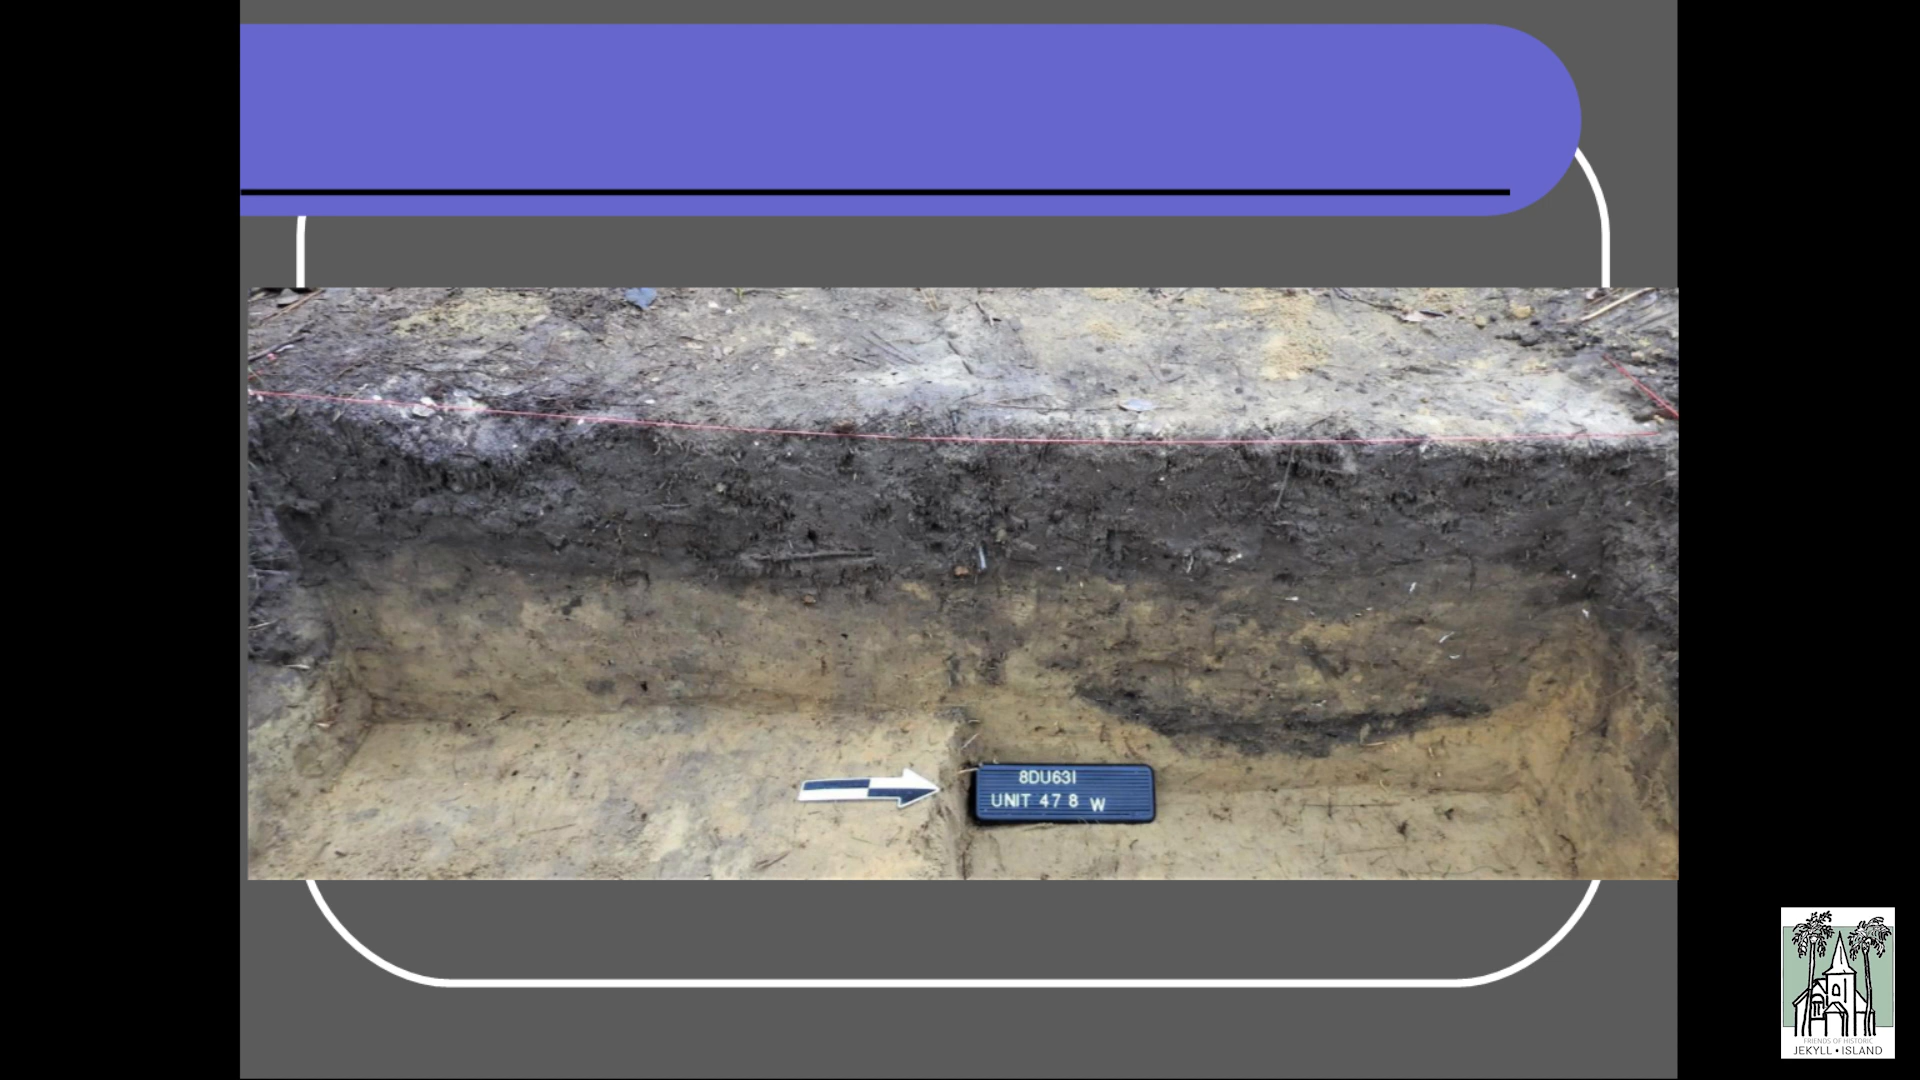 8DU631
UNIT 47 8 W
FRIENDS OF HISTORIC
JEKYLL • ISLAND